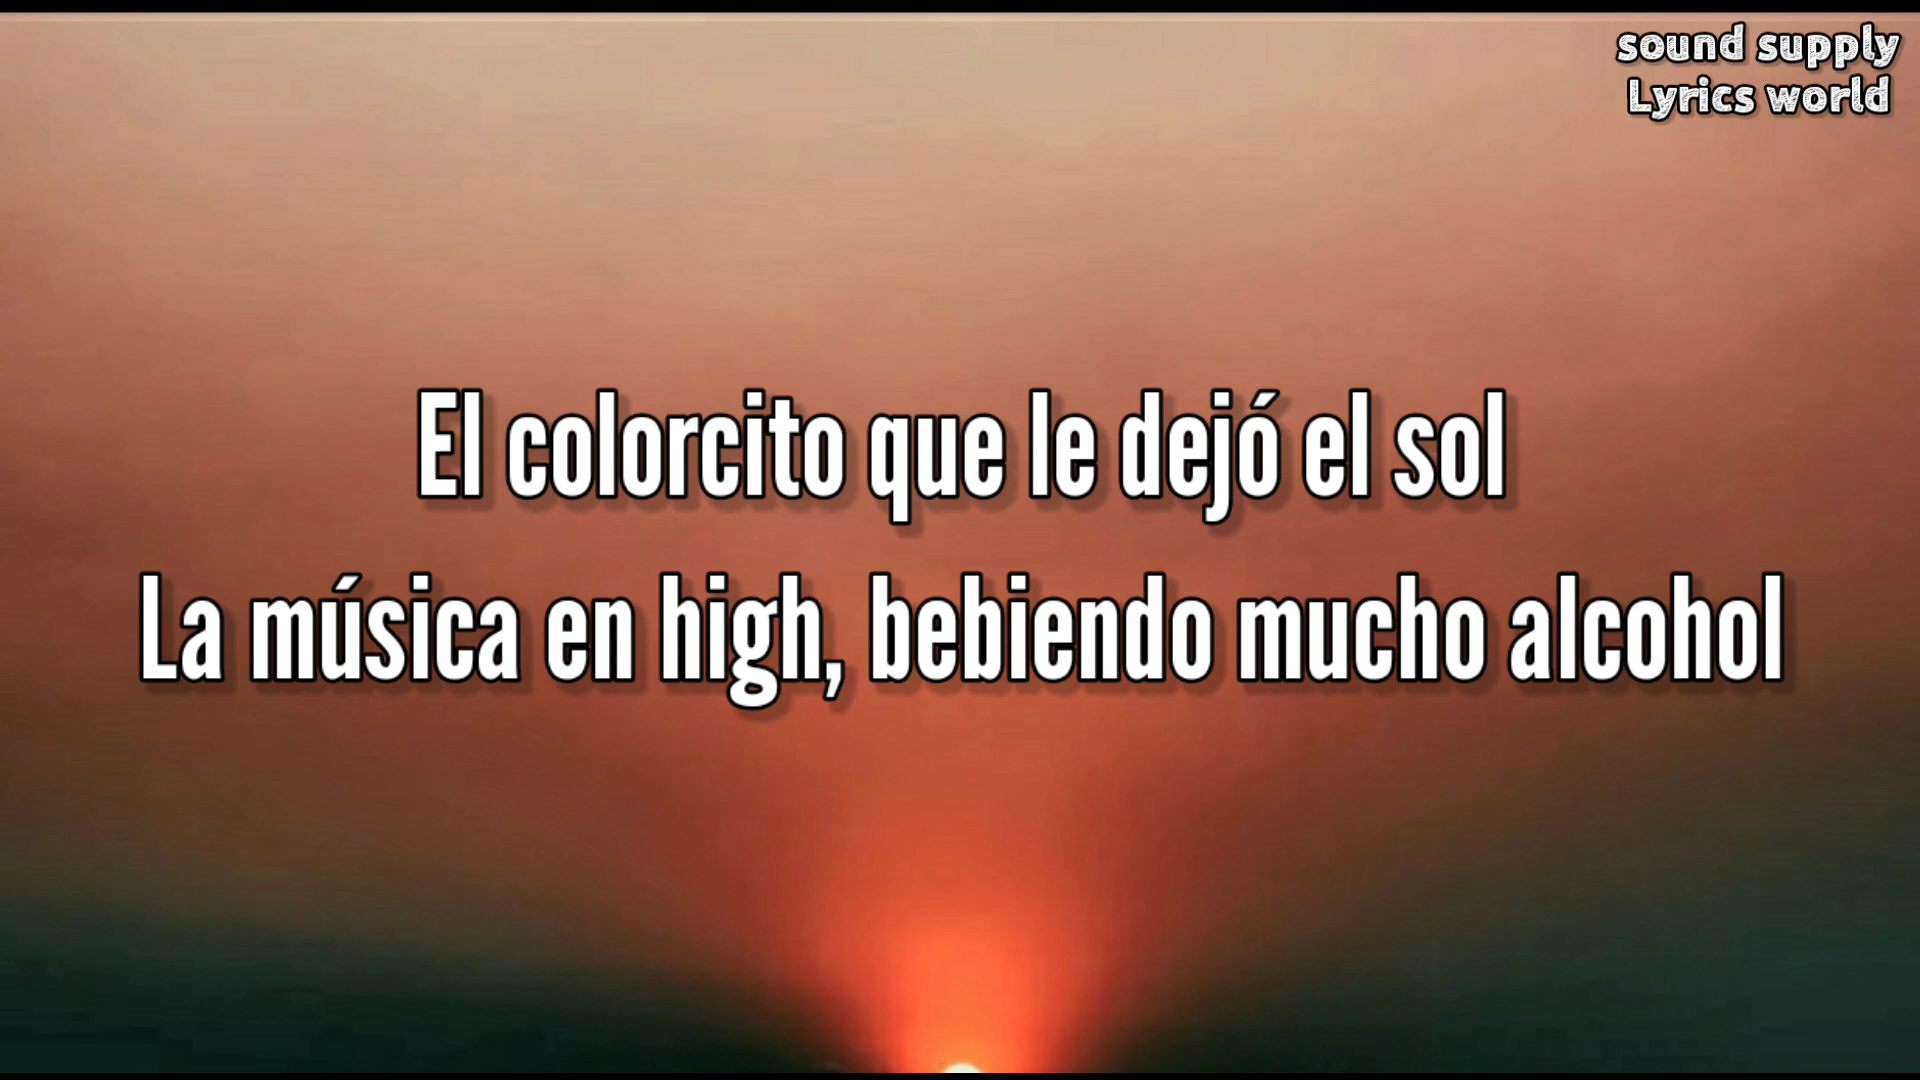 sound supply
Lyrics world
El colorcito que le dejó el sol
La música en high, bebiendo mucho alcohol